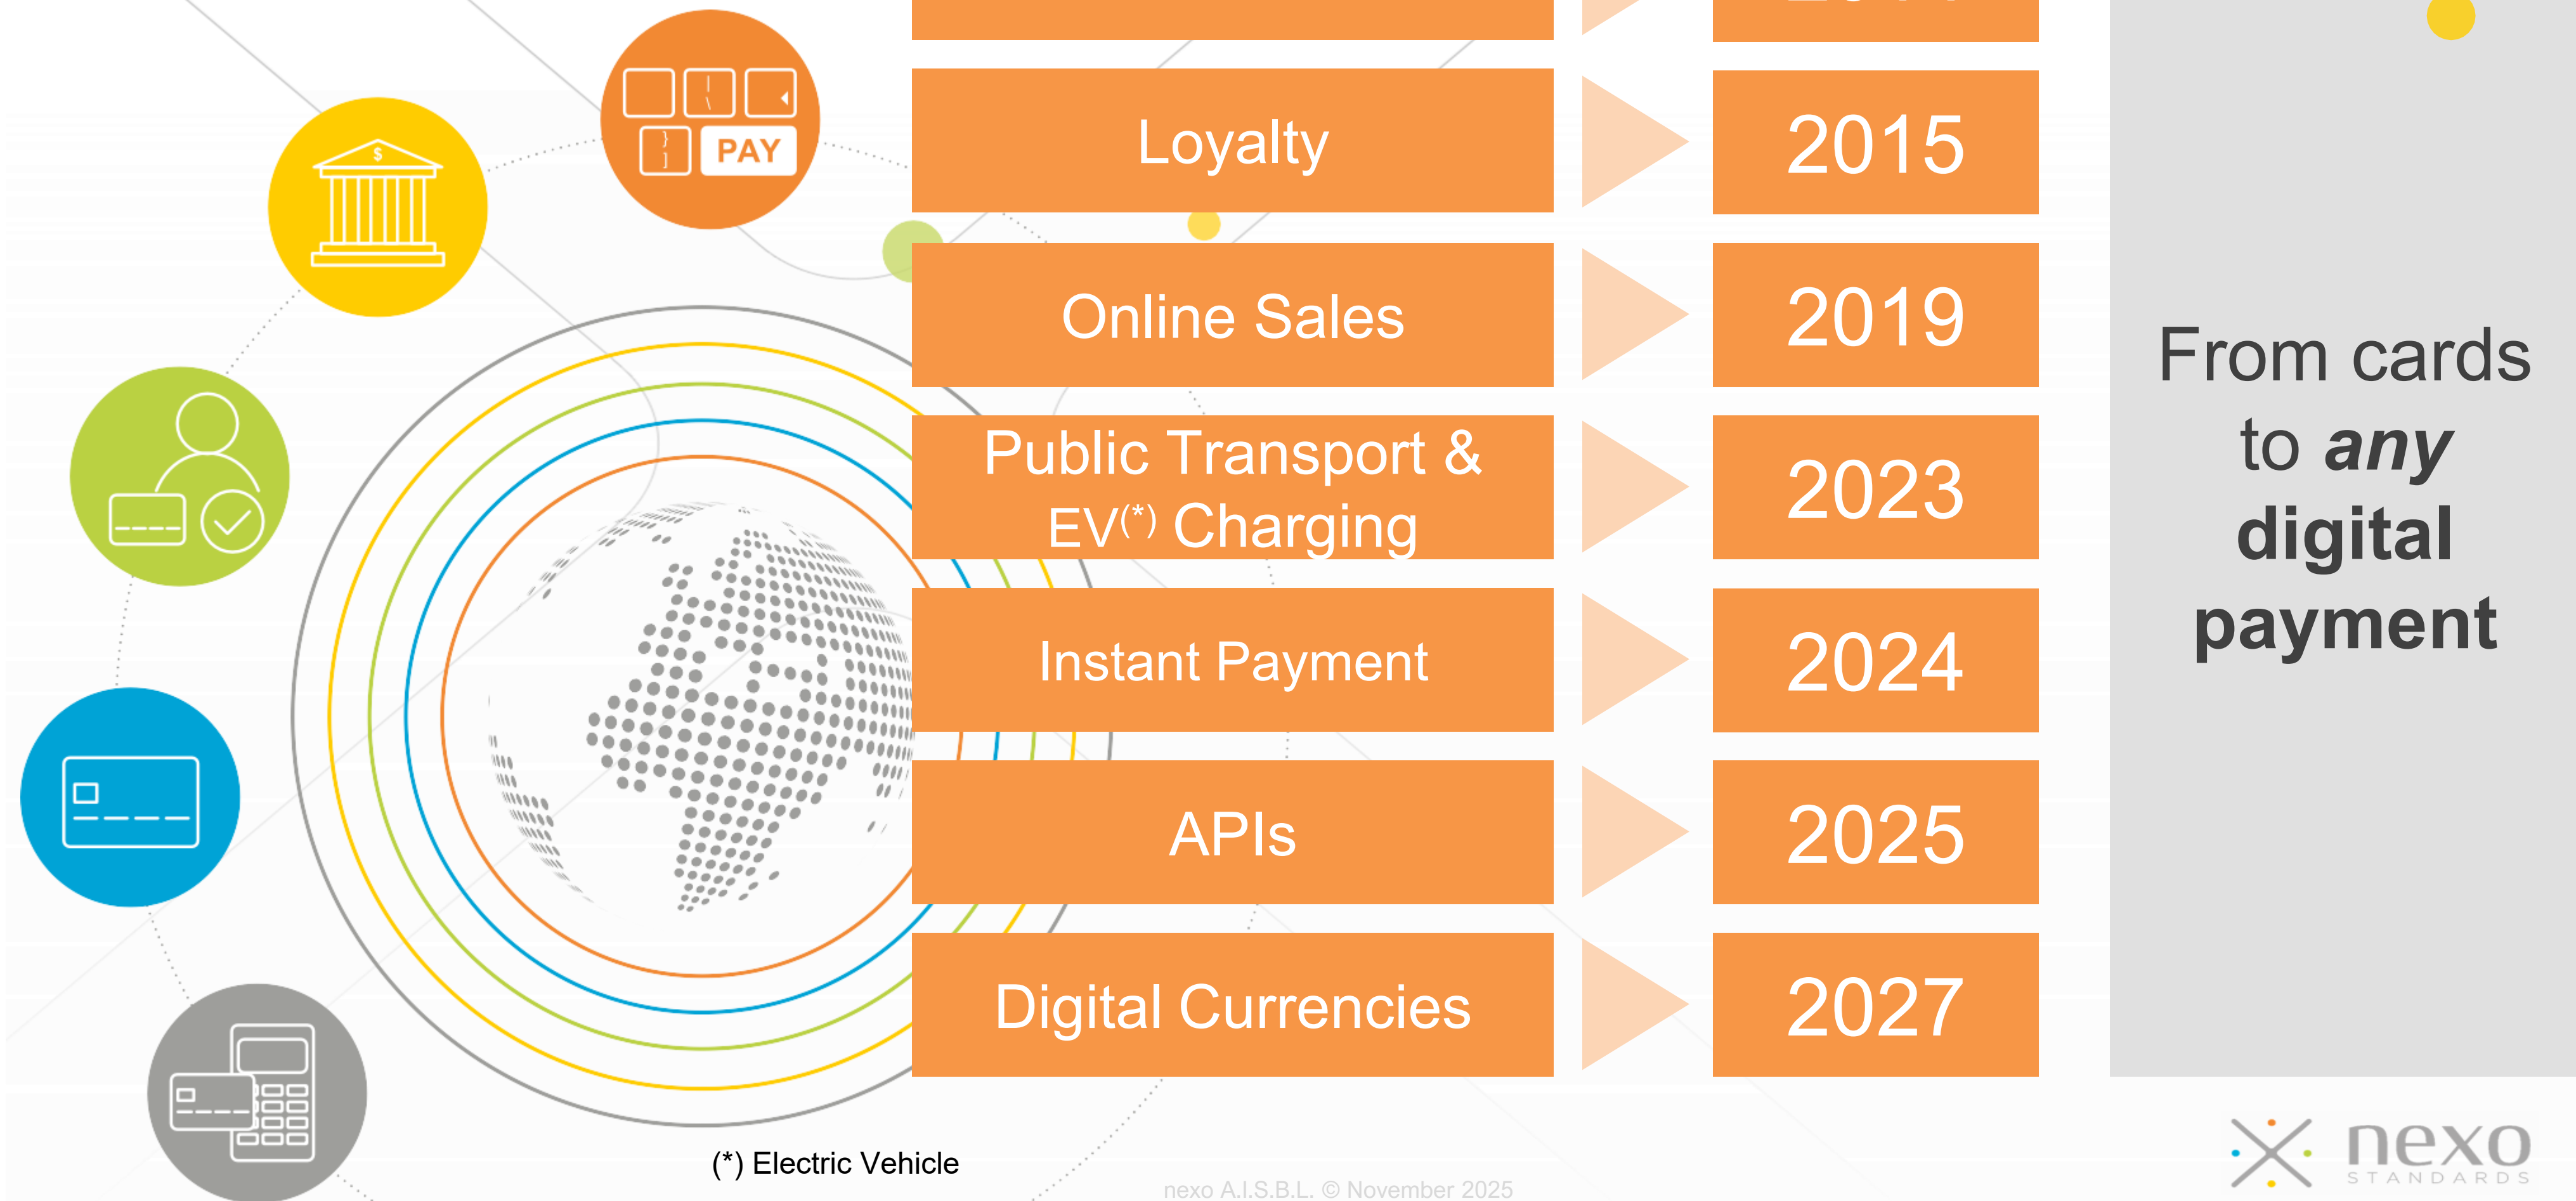 PAY
$
Loyalty
2015
Online Sales
2019
Public Transport &
EV(*) Charging
2023
Instant Payment
2024
APIs
2025
Digital Currencies
2027
From cards
to any
digital
payment
(*) Electric Vehicle
nexo A.I.S.B.L. © November 2025
nexo
STANDARDS